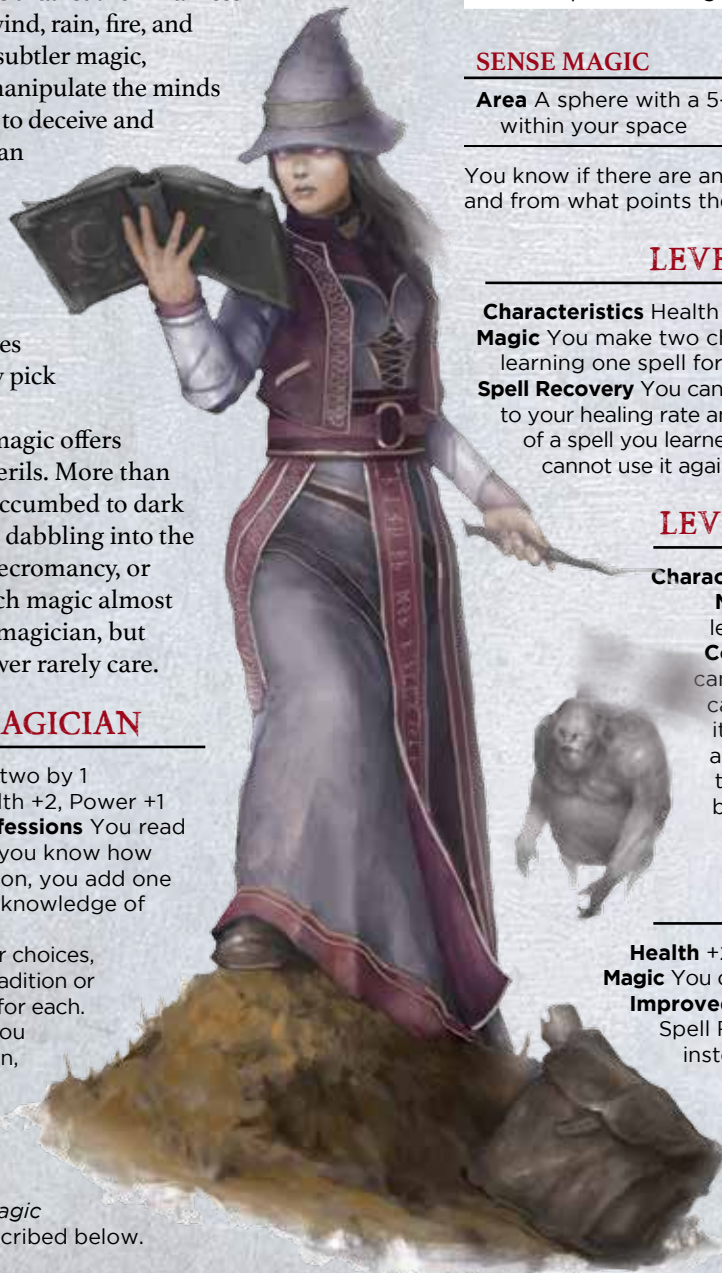 wind, rain, fire, and
subtler magic,
manipulate the minds
to deceive and
an
es
pick
magic offers
erils. More than
ccumbed to dark
dabbling into the
ecromancy, or
ch magic almost
magician, but
ver rarely care.
AGICIAN
two by 1
lth +2, Power +1
fessions You read
you know how
on, you add one
knowledge of
r choices,
adition or
for each.
ou
n,
agic
cribed below.
SENSE MAGIC
Area A sphere with a 5-
within your space
You know if there are an
and from what points the
LEVE
Characteristics Health
Magic You make two ch
learning one spell for
Spell Recovery You can
to your healing rate an
of a spell you learne
cannot use it agai
LEV
Charac
M
le
Co
can
ca
it
a
t
b
Health +2
Magic You
Improved
Spell R
inst